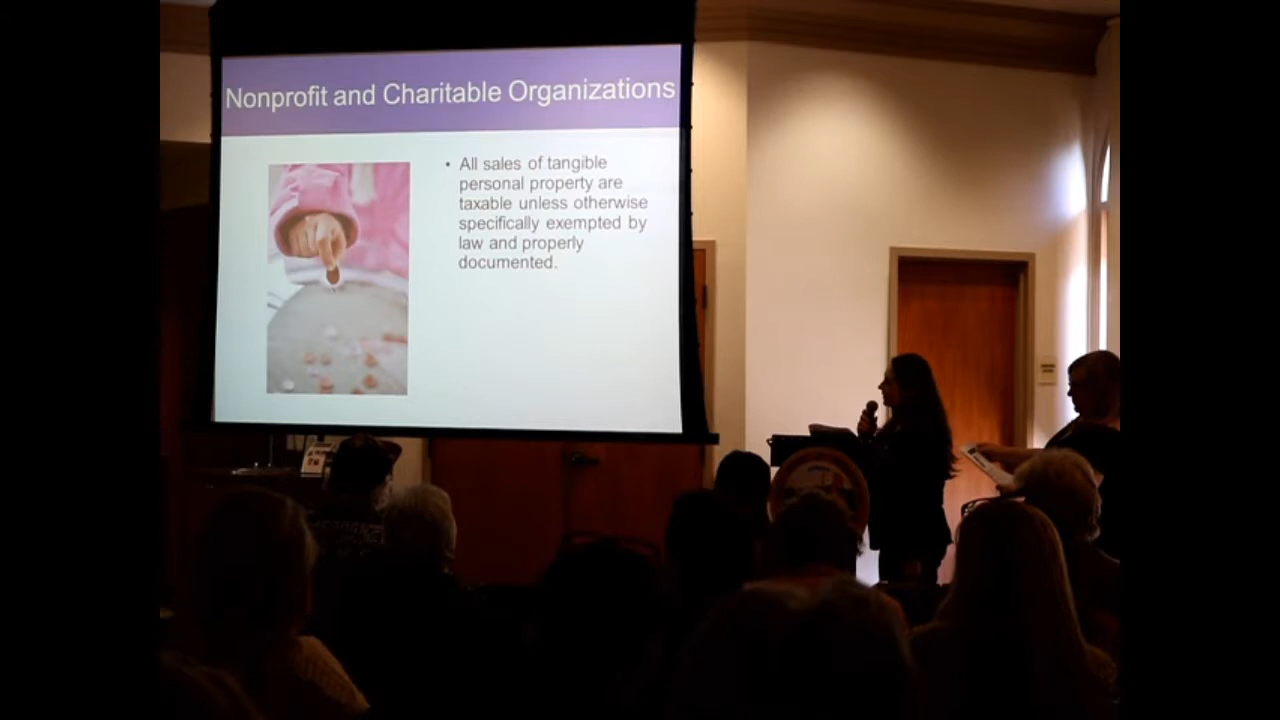 Nonprofit and Charitable Organizations
• All sales of tangible
personal property are
taxable unless otherwise
specifically exempted by
law and properly
documented.